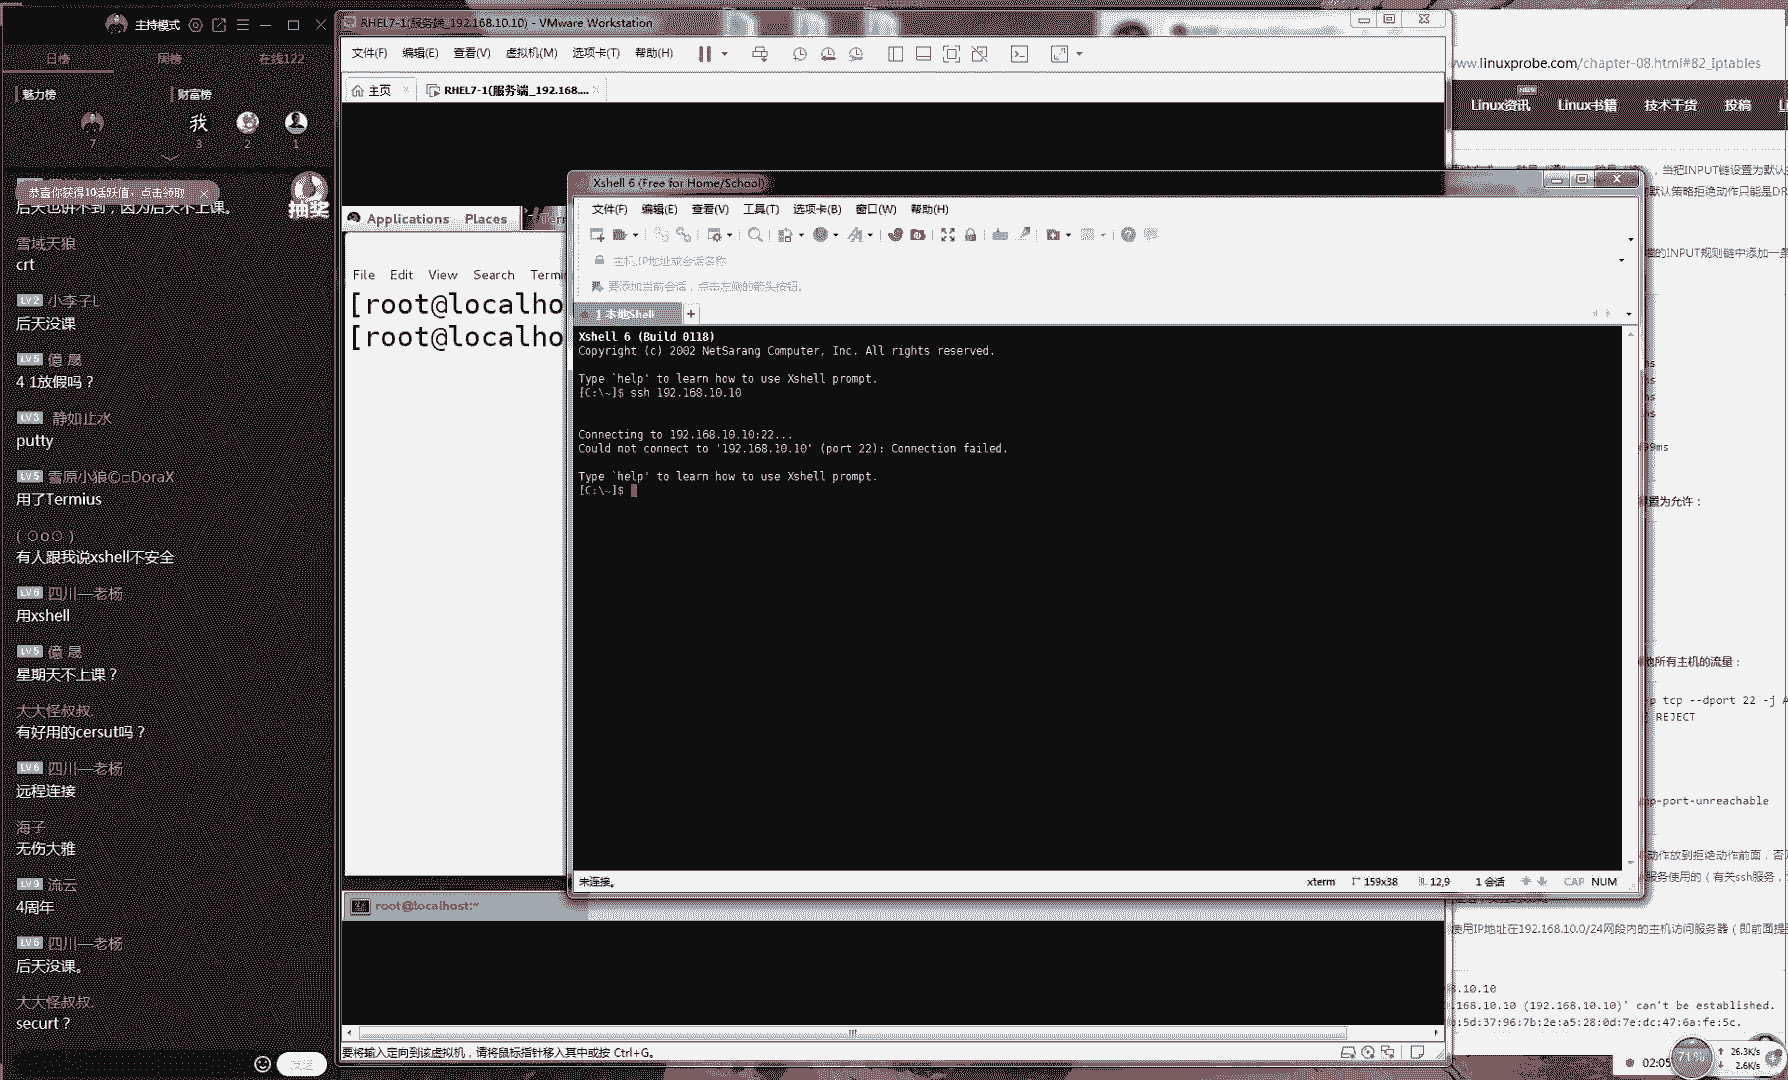 主持模式
日榜 周榜 在线122
魅力榜 财富榜
我
7 3 2 1
恭喜你获得10活跃值，点击领取
抽奖
后天也讲不到，因为后天不上课。
雪域天狼
crt
LV2 小李子L
后天没课
LV5 億 晟
4 1放假吗？
LV3 静如止水
putty
LV5 雪原小狼©□DoraX
用了Termius
( ○o○ )
有人跟我说xshell不安全
LV6 四川—老杨
用xshell
LV5 億 晟
星期天不上课？
大大怪叔叔.
有好用的cersut吗？
LV6 四川—老杨
远程连接
海子
无伤大雅
LV9 流云
4周年
LV6 四川—老杨
后天没课。
大大怪叔叔.
securt？
发送
RHEL7-1(服务端_192.168.10.10) - VMware Workstation
文件(F) 编辑(E) 查看(V) 虚拟机(M) 选项卡(T) 帮助(H)
主页 RHEL7-1(服务端_192.168....
Applications Places
File Edit View Search Termi
[root@localho
[root@localho
root@localhost:~
要将输入定向到该虚拟机，请将鼠标指针移入其中或按 Ctrl+G。
Xshell 6 (Free for Home/School)
文件(F) 编辑(E) 查看(V) 工具(T) 选项卡(B) 窗口(W) 帮助(H)
主机,IP地址或会话名称
要添加当前会话，点击左侧的箭头按钮。
1 本地Shell
Xshell 6 (Build 0118)
Copyright (c) 2002 NetSarang Computer, Inc. All rights reserved.
Type `help' to learn how to use Xshell prompt.
[C:\~]$ ssh 192.168.10.10
Connecting to 192.168.10.10:22...
Could not connect to '192.168.10.10' (port 22): Connection failed.
Type `help' to learn how to use Xshell prompt.
[C:\~]$
未连接。 xterm 159x38 12,9 1 会话 CAP NUM
ww.linuxprobe.com/chapter-08.html#82_Iptables
Linux资讯 Linux书籍 技术干货 投稿
NEW
，当把INPUT链设置为默认
默认策略拒绝动作只能是DR
的INPUT规则链中添加一条
ms
ms
ms
ms
99ms
设置为允许：
他所有主机的流量：
-p tcp --dport 22 -j A
REJECT
mp-port-unreachable
动作放到拒绝动作前面，否
服务使用的（有关ssh服务，
使用IP地址在192.168.10.0/24网段内的主机访问服务器（即前面提
8.10.10
.168.10.10 (192.168.10.10)' can't be established.
:5d:37:96:7b:2e:a5:28:0d:7e:dc:47:6a:fe:5c.
02:05
71%
26.3K/s
2.6K/s